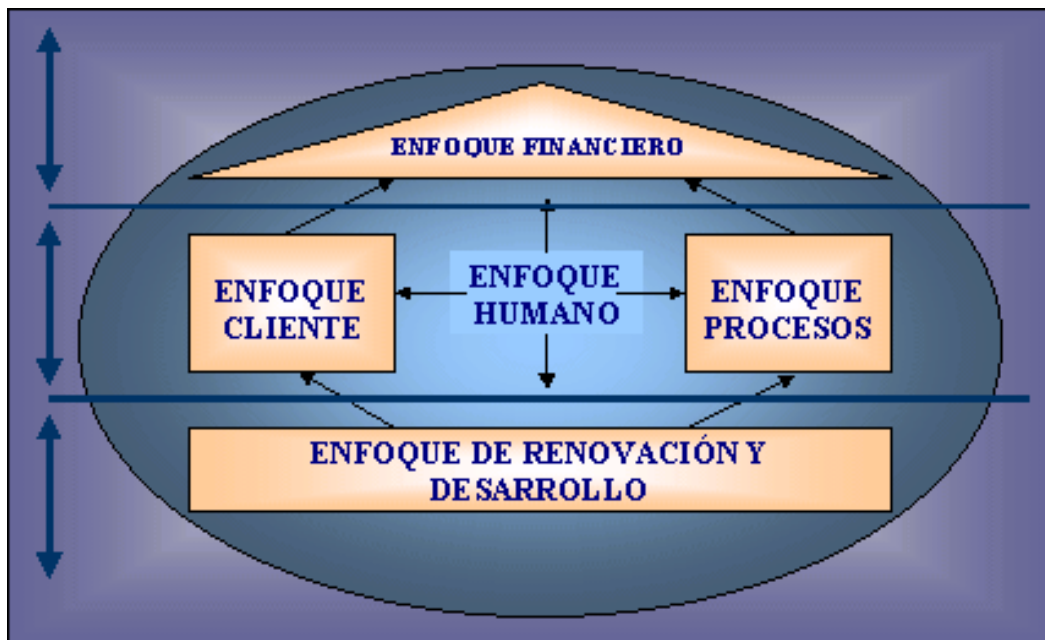 ENFOQUE FINANCIERO
ENFOQUE
CLIENTE
ENFOQUE
HUMANO
ENFOQUE
PROCESOS
ENFOQUE DE RENOVACIÓN Y
DESARROLLO